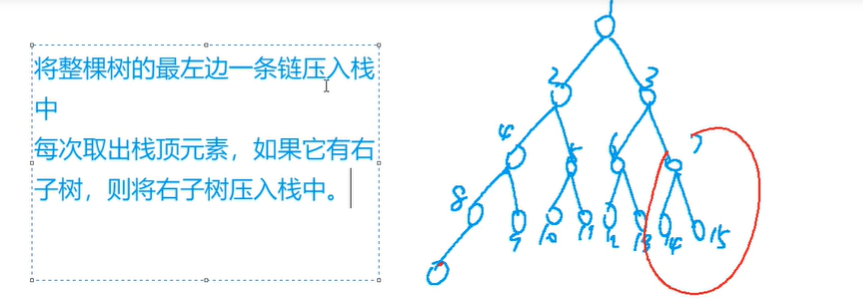 将整棵树的最左边一条链压入栈
中
每次取出栈顶元素，如果它有右
子树，则将右子树压入栈中。
2 3
4 5 6 7
8 9 10 11 12 13 14 15